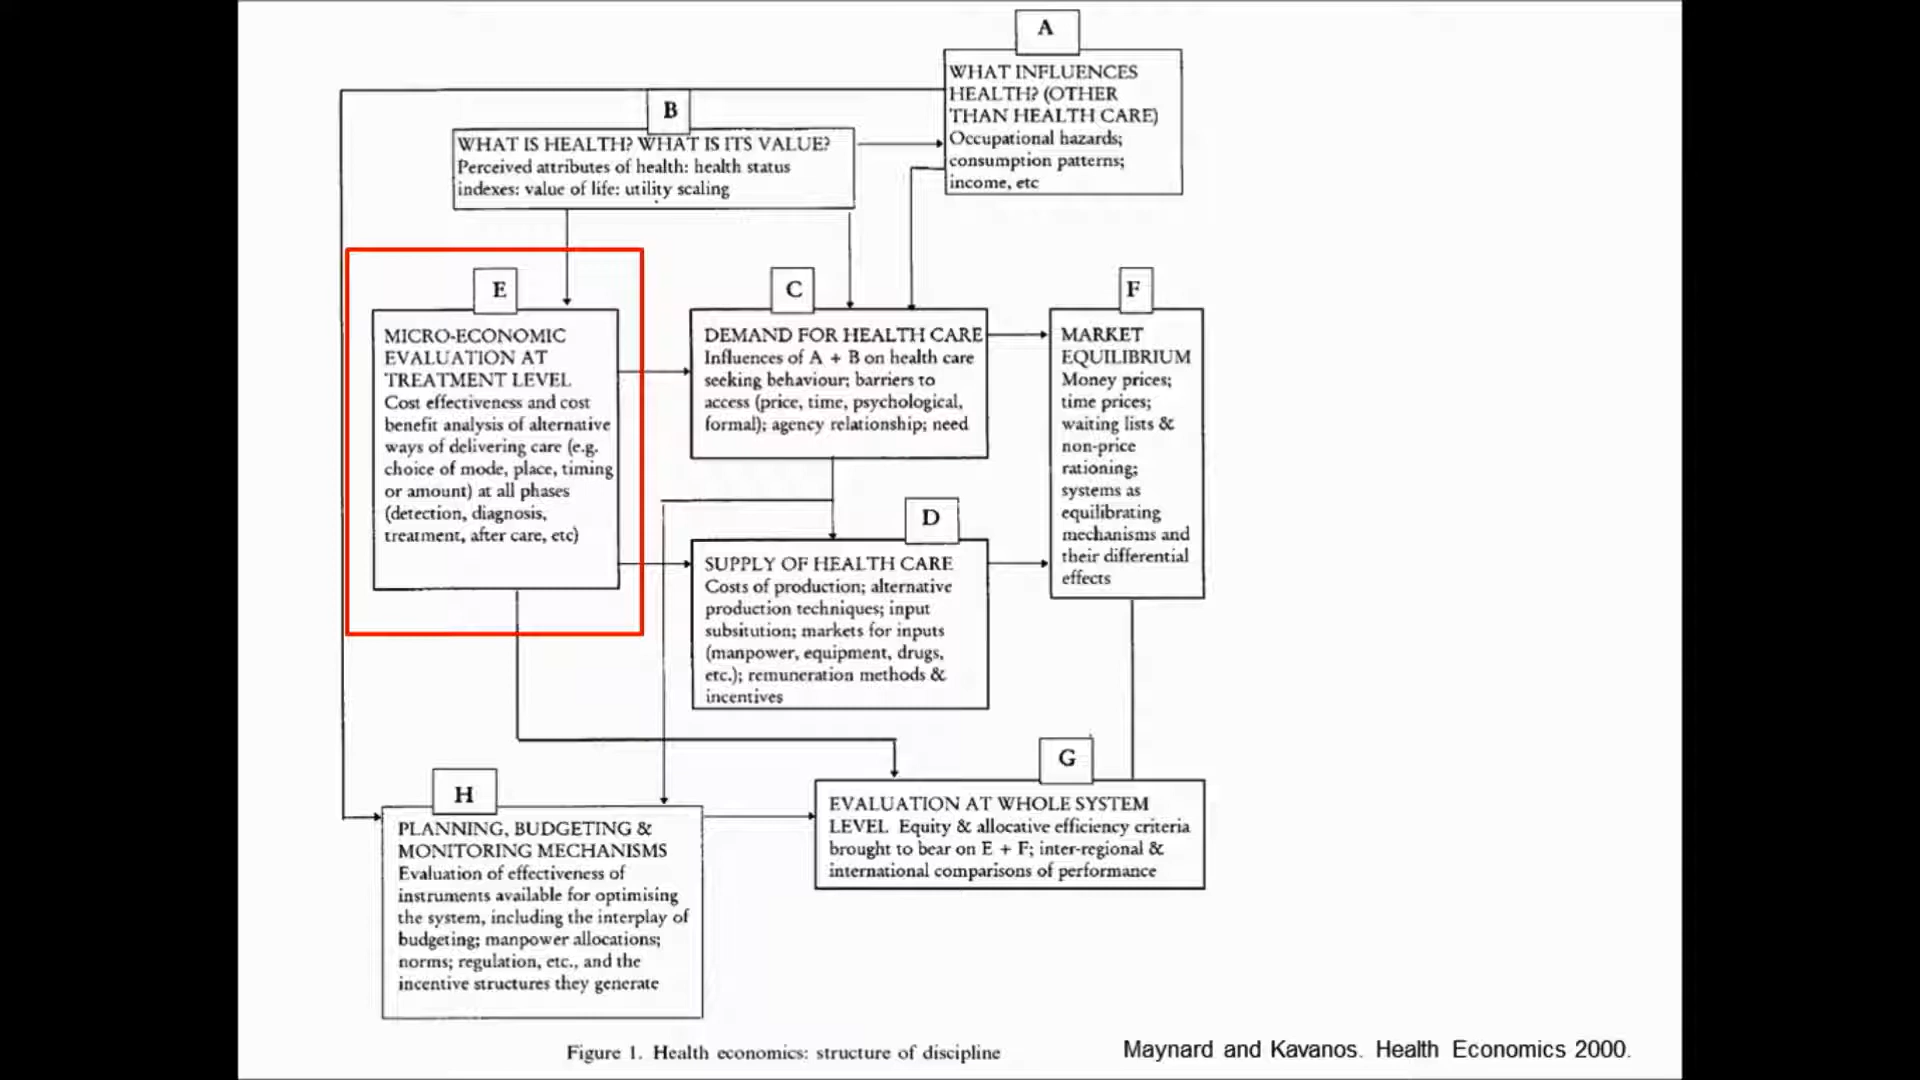 A
WHAT INFLUENCES
HEALTH? (OTHER
THAN HEALTH CARE)
Occupational hazards;
consumption patterns;
income, etc
B
WHAT IS HEALTH? WHAT IS ITS VALUE?
Perceived attributes of health: health status
indexes: value of life: utility scaling
E
MICRO-ECONOMIC
EVALUATION AT
TREATMENT LEVEL
Cost effectiveness and cost
benefit analysis of alternative
ways of delivering care (e.g.
choice of mode, place, timing
or amount) at all phases
(detection, diagnosis,
treatment, after care, etc)
C
DEMAND FOR HEALTH CARE
Influences of A + B on health care
seeking behaviour; barriers to
access (price, time, psychological,
formal); agency relationship; need
F
MARKET
EQUILIBRIUM
Money prices;
time prices;
waiting lists &
non-price
rationing;
systems as
equilibrating
mechanisms and
their differential
effects
D
SUPPLY OF HEALTH CARE
Costs of production; alternative
production techniques; input
subsitution; markets for inputs
(manpower, equipment, drugs,
etc.); remuneration methods &
incentives
G
EVALUATION AT WHOLE SYSTEM
LEVEL Equity & allocative efficiency criteria
brought to bear on E + F; inter-regional &
international comparisons of performance
H
PLANNING, BUDGETING &
MONITORING MECHANISMS
Evaluation of effectiveness of
instruments available for optimising
the system, including the interplay of
budgeting; manpower allocations;
norms; regulation, etc., and the
incentive structures they generate
Figure 1. Health economics: structure of discipline
Maynard and Kavanos. Health Economics 2000.